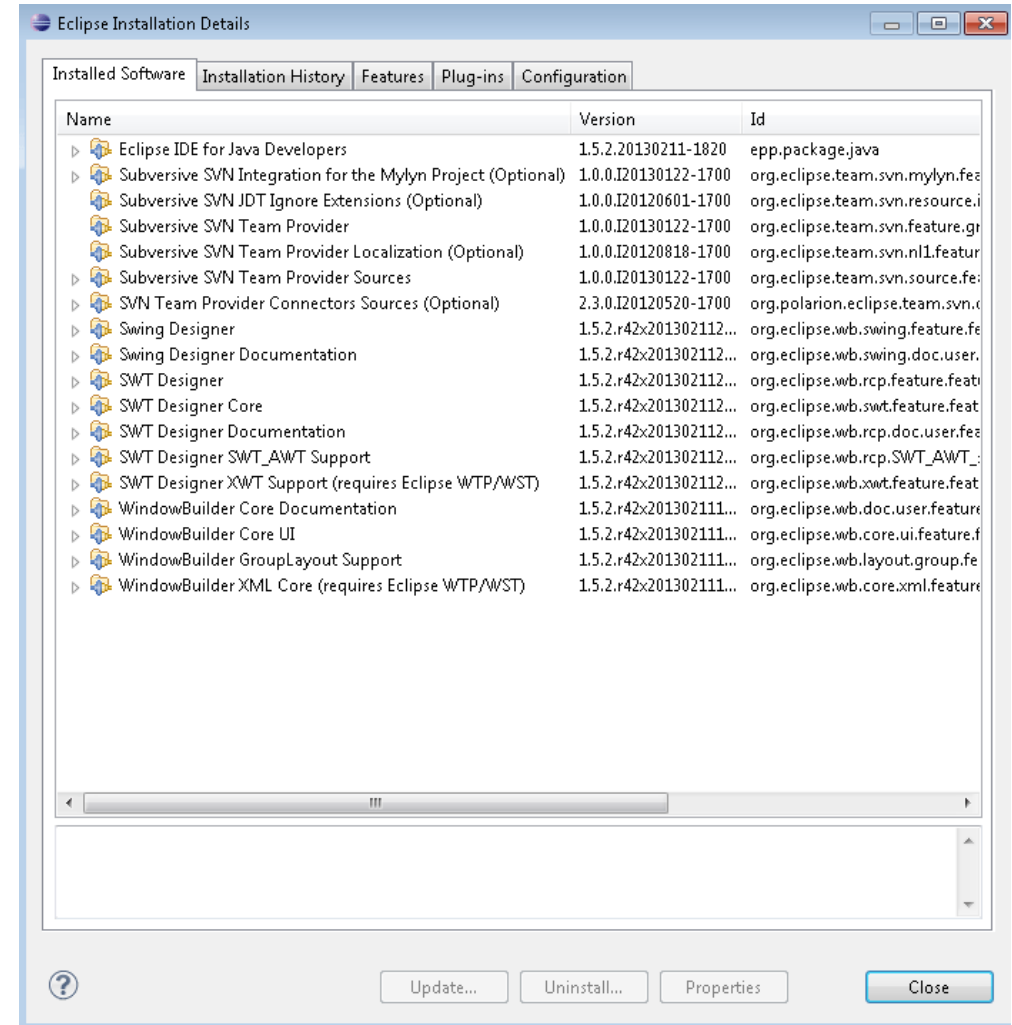 Eclipse Installation Details
Installed Software Installation History Features Plug-ins Configuration
Name Version Id
Eclipse IDE for Java Developers 1.5.2.20130211-1820 epp.package.java
Subversive SVN Integration for the Mylyn Project (Optional) 1.0.0.I20130122-1700 org.eclipse.team.svn.mylyn.fea
Subversive SVN JDT Ignore Extensions (Optional) 1.0.0.I20120601-1700 org.eclipse.team.svn.resource.i
Subversive SVN Team Provider 1.0.0.I20130122-1700 org.eclipse.team.svn.feature.gr
Subversive SVN Team Provider Localization (Optional) 1.0.0.I20120818-1700 org.eclipse.team.svn.nl1.featur
Subversive SVN Team Provider Sources 1.0.0.I20130122-1700 org.eclipse.team.svn.source.fe
SVN Team Provider Connectors Sources (Optional) 2.3.0.I20120520-1700 org.polarion.eclipse.team.svn.c
Swing Designer 1.5.2.r42x201302112... org.eclipse.wb.swing.feature.fe
Swing Designer Documentation 1.5.2.r42x201302112... org.eclipse.wb.swing.doc.user.
SWT Designer 1.5.2.r42x201302112... org.eclipse.wb.rcp.feature.feat
SWT Designer Core 1.5.2.r42x201302112... org.eclipse.wb.swt.feature.feat
SWT Designer Documentation 1.5.2.r42x201302112... org.eclipse.wb.rcp.doc.user.fea
SWT Designer SWT_AWT Support 1.5.2.r42x201302112... org.eclipse.wb.rcp.SWT_AWT_
SWT Designer XWT Support (requires Eclipse WTP/WST) 1.5.2.r42x201302112... org.eclipse.wb.xwt.feature.feat
WindowBuilder Core Documentation 1.5.2.r42x201302111... org.eclipse.wb.doc.user.feature
WindowBuilder Core UI 1.5.2.r42x201302111... org.eclipse.wb.core.ui.feature.f
WindowBuilder GroupLayout Support 1.5.2.r42x201302111... org.eclipse.wb.layout.group.fe
WindowBuilder XML Core (requires Eclipse WTP/WST) 1.5.2.r42x201302111... org.eclipse.wb.core.xml.feature
? Update... Uninstall... Properties Close